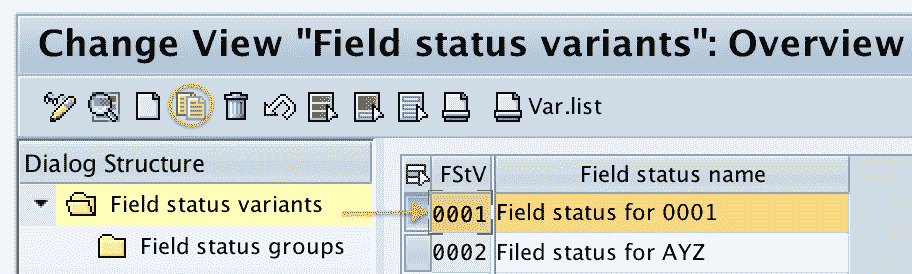 Change View "Field status variants": Overview
Var.list
Dialog Structure
Field status variants
Field status groups
FStV Field status name
0001 Field status for 0001
0002 Filed status for AYZ